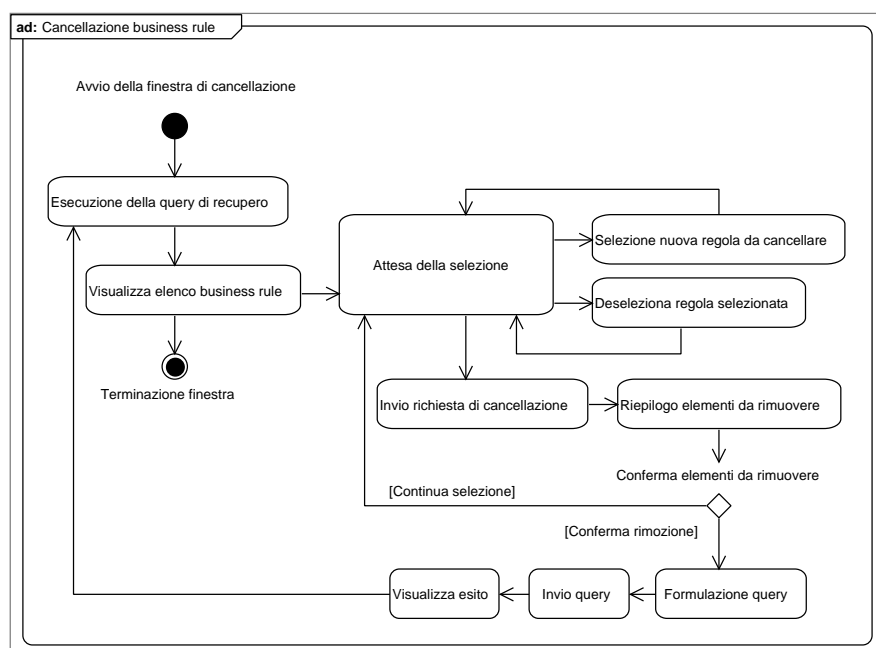 ad: Cancellazione business rule
Avvio della finestra di cancellazione
Esecuzione della query di recupero
Selezione nuova regola da cancellare
Attesa della selezione
Visualizza elenco business rule
Deseleziona regola selezionata
Terminazione finestra
Invio richiesta di cancellazione
Riepilogo elementi da rimuovere
Conferma elementi da rimuovere
[Continua selezione]
[Conferma rimozione]
Visualizza esito
Invio query
Formulazione query